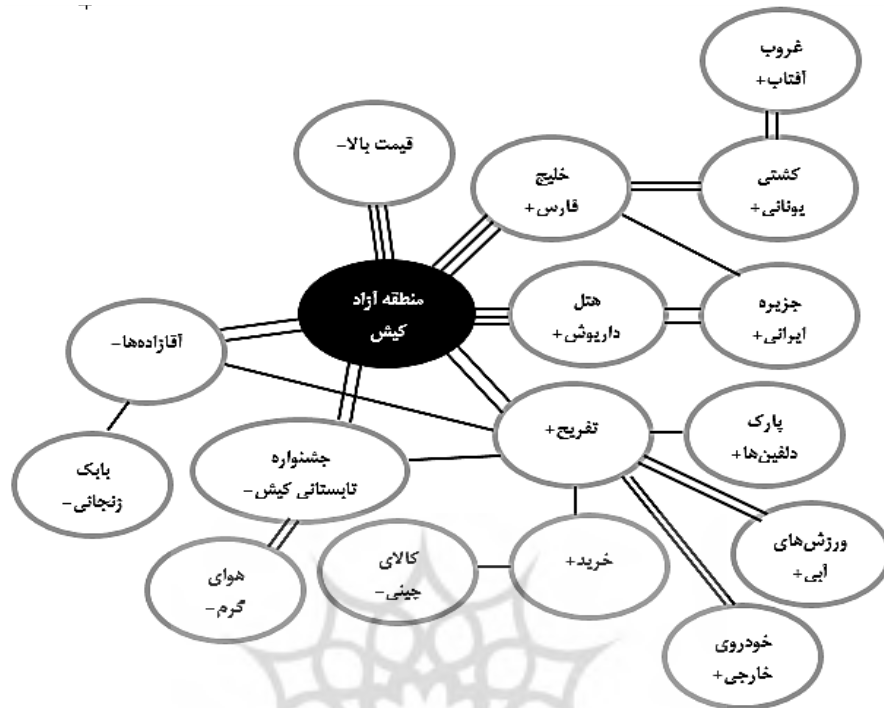 +
غروب
آفتاب+
قیمت بالا-
خلیج
فارس+
کشتی
یونانی+
منطقه آزاد
کیش
هتل
داریوش+
جزیره
ایرانی+
آقازاده‌ها-
تفریح+
پارک
دلفین‌ها+
جشنواره
تابستانی کیش-
بابک
زنجانی-
ورزش‌های
آبی+
خرید+
کالای
چینی-
هوای
گرم-
خودروی
خارجی+